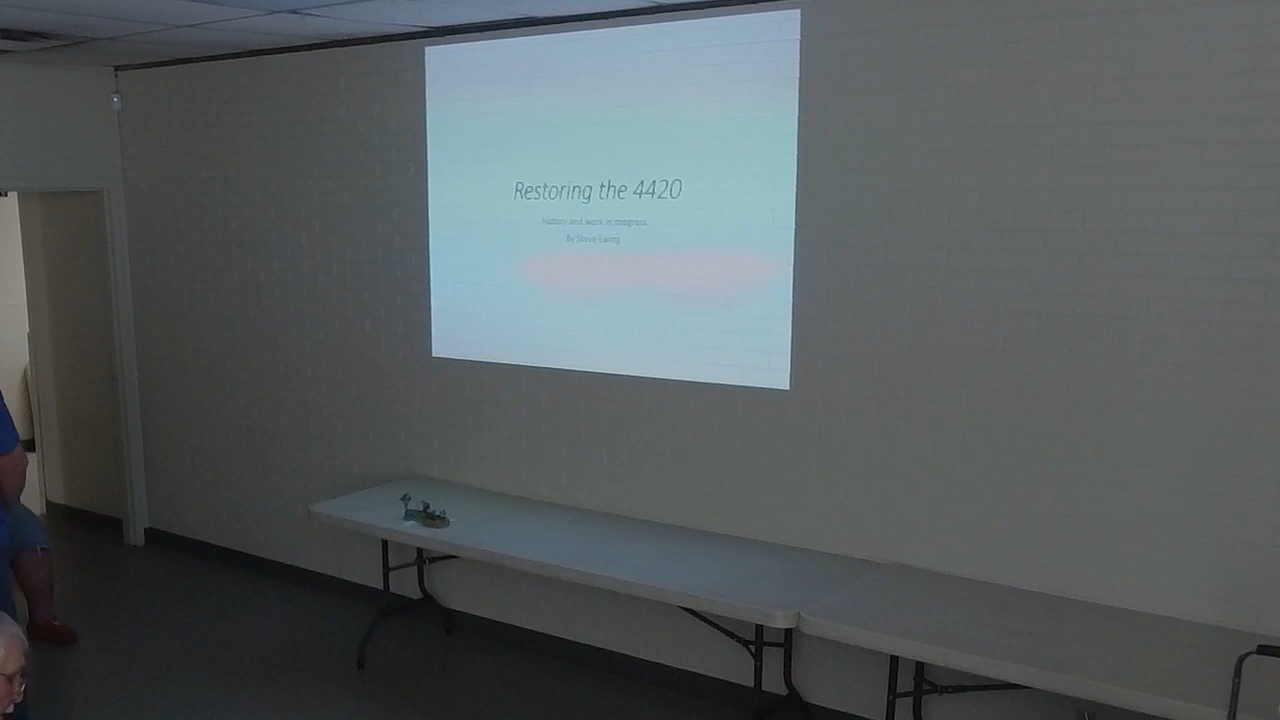 Restoring the 4420
History and work in progress
By Steve Ewing